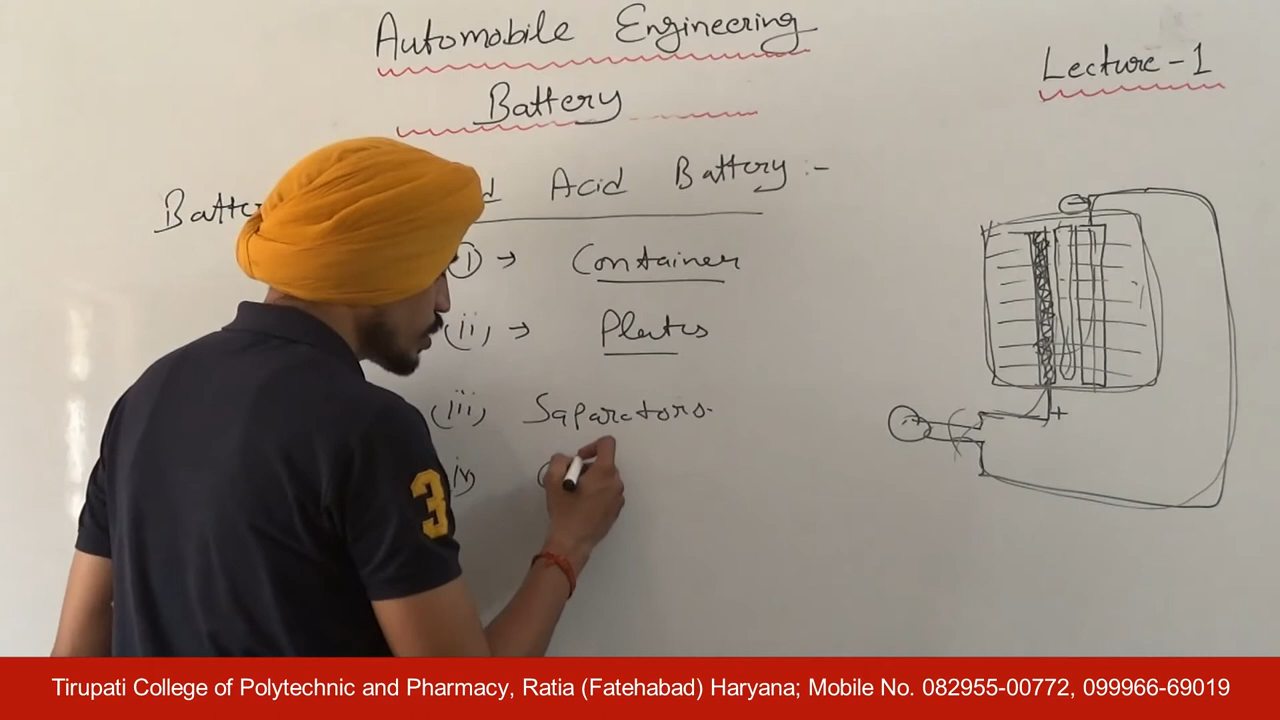 Automobile Engineering
Lecture-1
Battery
Acid Battery :-
(i) → Container
(ii) → Plates
(iii) Saparators.
iv)
3
+
Tirupati College of Polytechnic and Pharmacy, Ratia (Fatehabad) Haryana; Mobile No. 082955-00772, 099966-69019